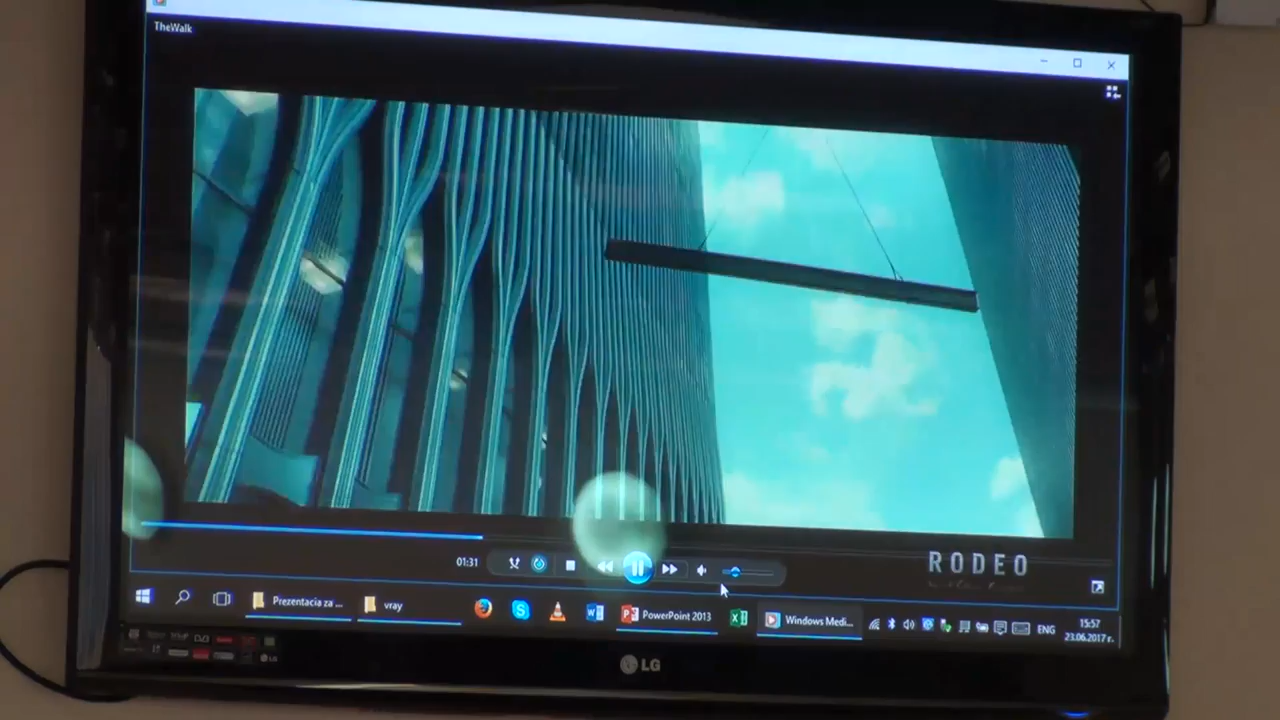 TheWalk
RODEO
01:31
Prezentacia za ...
vray
PowerPoint 2013
Windows Medi...
ENG
15:57
23.06.2017 г.
LG